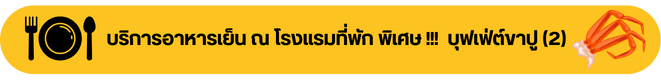 บริการอาหารเย็น ณ โรงแรมที่พัก พิเศษ !!! บุฟเฟ่ต์ขาปู (2)